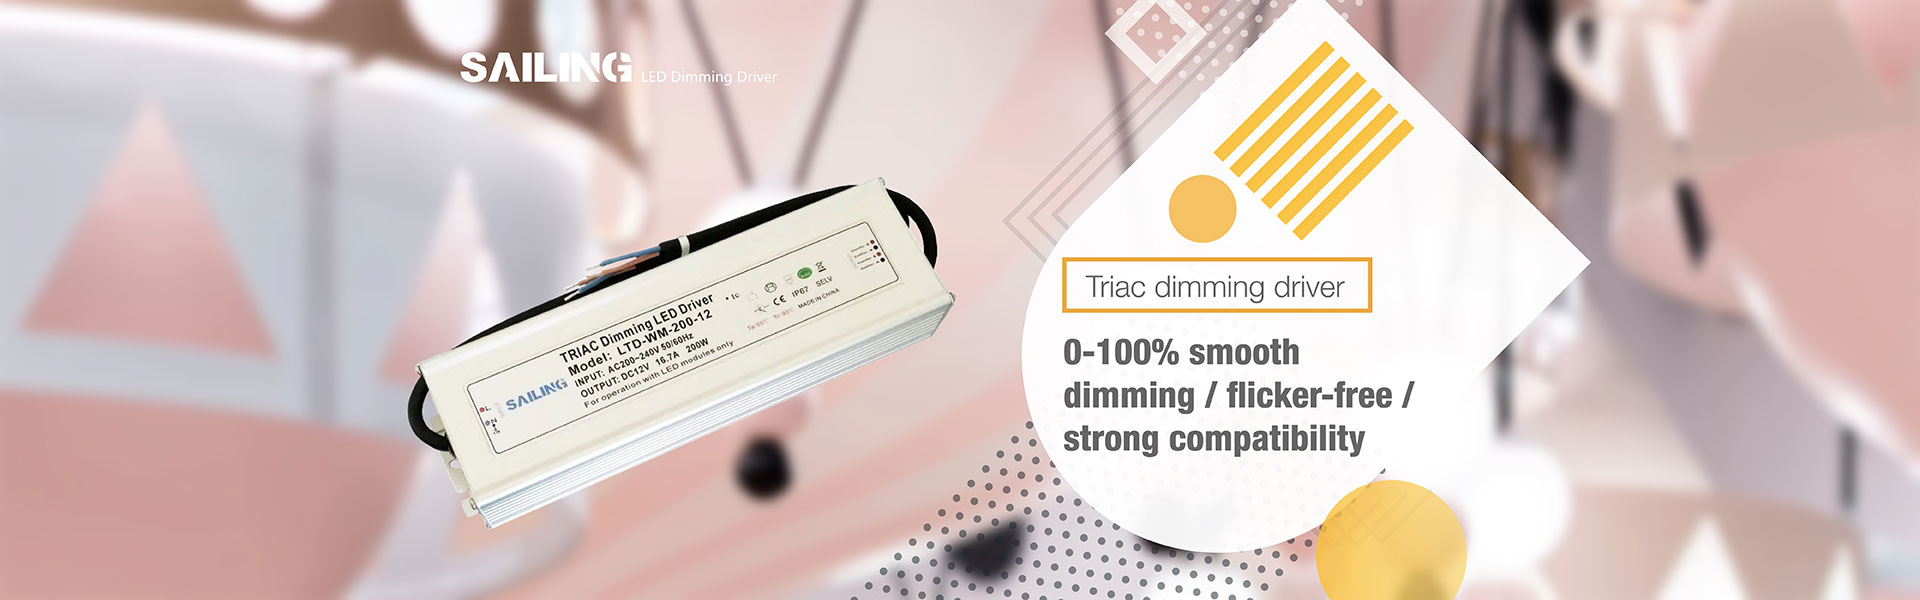 SAILING LED Dimming Driver
Triac dimming driver
0-100% smooth
dimming / flicker-free /
strong compatibility
TRIAC Dimming LED Driver
Model: LTD-WM-200-12
INPUT: AC200~240V 50/60Hz
OUTPUT: DC12V 16.7A 200W
For operation with LED modules only
SAILING
L
N
CE IP67 SELV
MADE IN CHINA